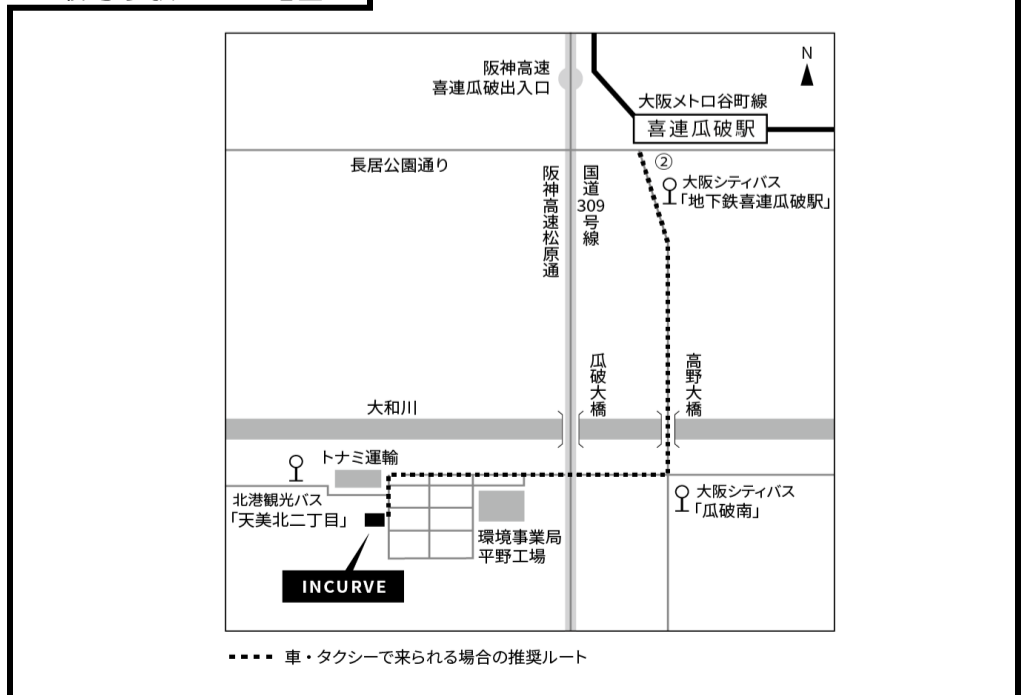 阪神高速
喜連瓜破出入口
N
大阪メトロ谷町線
喜連瓜破駅
長居公園通り
②
大阪シティバス
「地下鉄喜連瓜破駅」
阪神高速松原通
国道309号線
瓜破大橋
高野大橋
大和川
トナミ運輸
北港観光バス
「天美北二丁目」
大阪シティバス
「瓜破南」
環境事業局
平野工場
INCURVE
車・タクシーで来られる場合の推奨ルート